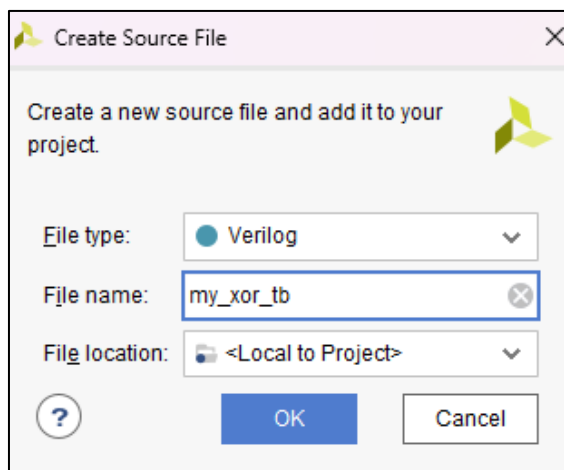 Create Source File
Create a new source file and add it to your
project.
File type: Verilog
File name: my_xor_tb
File location: <Local to Project>
? OK Cancel